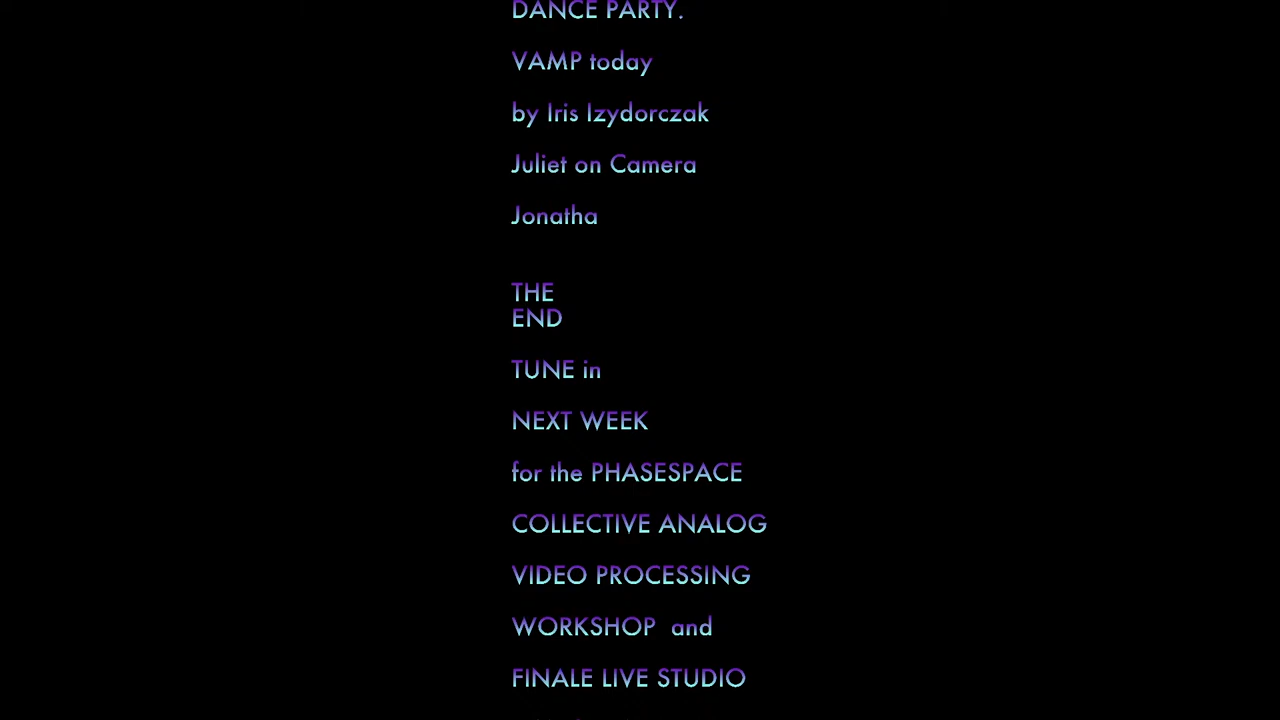 DANCE PARTY.
VAMP today
by Iris Izydorczak
Juliet on Camera
Jonatha
THE
END
TUNE in
NEXT WEEK
for the PHASESPACE
COLLECTIVE ANALOG
VIDEO PROCESSING
WORKSHOP  and
FINALE LIVE STUDIO